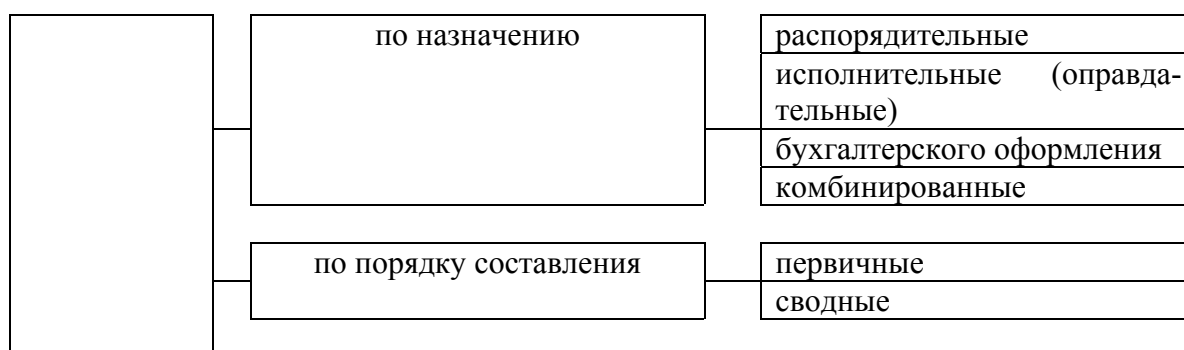 по назначению
распорядительные
исполнительные (оправда-
тельные)
бухгалтерского оформления
комбинированные
по порядку составления
первичные
сводные